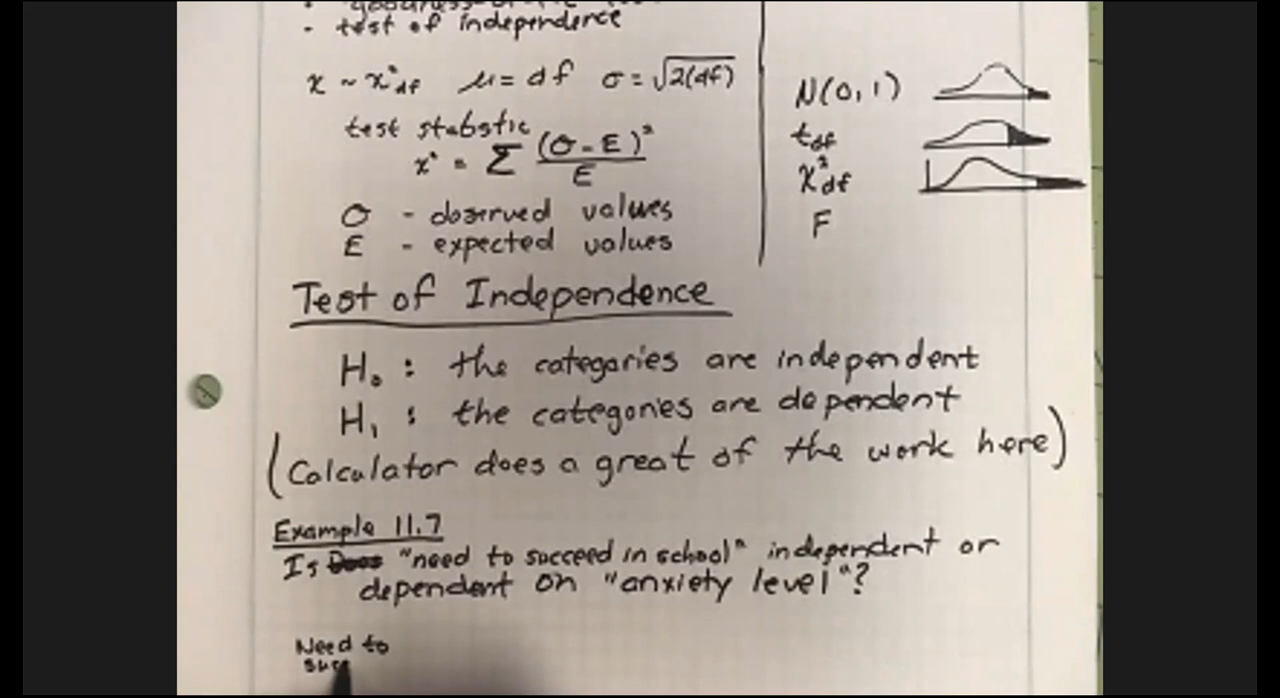 · test of independence
χ ~ χ²df μ = df σ = √2(df)
test stabstic
χ² = Σ (O - E)² / E
O - observed values
E - expected values
N(0,1)
tdf
χ²df
F
Test of Independence
H₀ : the categories are independent
H₁ : the categories are dependent
(Calculator does a great of the work here)
Example 11.7
Is "need to succeed in school" independent or
dependent on "anxiety level"?
Need to